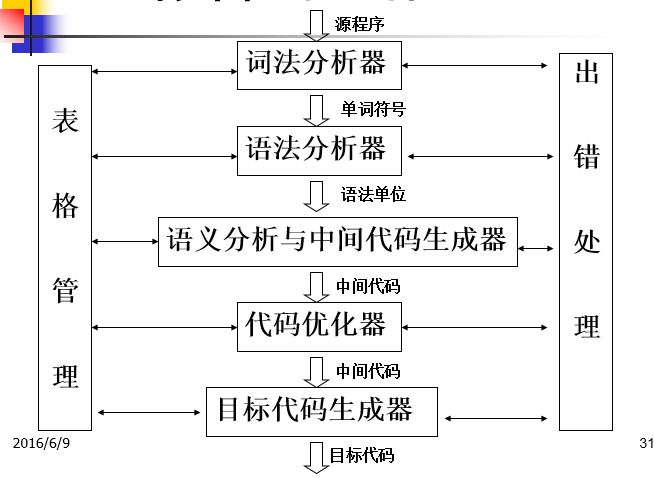 源程序
词法分析器
单词符号
语法分析器
语法单位
语义分析与中间代码生成器
中间代码
代码优化器
中间代码
目标代码生成器
目标代码
表格管理
出错处理
2016/6/9
31